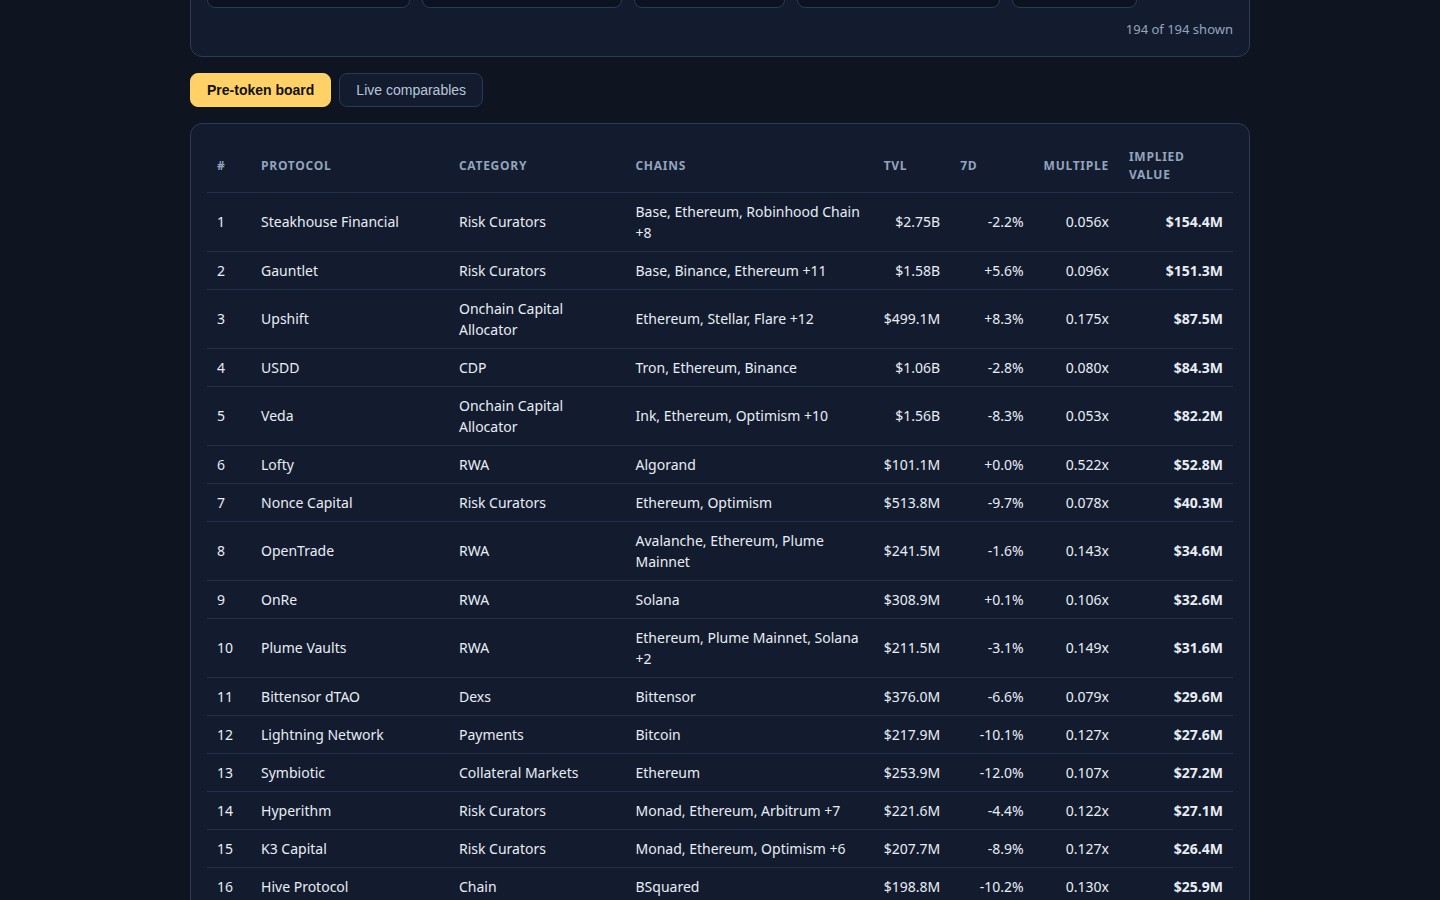 194 of 194 shown
Pre-token board Live comparables
# PROTOCOL CATEGORY CHAINS TVL 7D MULTIPLE IMPLIED VALUE
1 Steakhouse Financial Risk Curators Base, Ethereum, Robinhood Chain +8 $2.75B -2.2% 0.056x $154.4M
2 Gauntlet Risk Curators Base, Binance, Ethereum +11 $1.58B +5.6% 0.096x $151.3M
3 Upshift Onchain Capital Allocator Ethereum, Stellar, Flare +12 $499.1M +8.3% 0.175x $87.5M
4 USDD CDP Tron, Ethereum, Binance $1.06B -2.8% 0.080x $84.3M
5 Veda Onchain Capital Allocator Ink, Ethereum, Optimism +10 $1.56B -8.3% 0.053x $82.2M
6 Lofty RWA Algorand $101.1M +0.0% 0.522x $52.8M
7 Nonce Capital Risk Curators Ethereum, Optimism $513.8M -9.7% 0.078x $40.3M
8 OpenTrade RWA Avalanche, Ethereum, Plume Mainnet $241.5M -1.6% 0.143x $34.6M
9 OnRe RWA Solana $308.9M +0.1% 0.106x $32.6M
10 Plume Vaults RWA Ethereum, Plume Mainnet, Solana +2 $211.5M -3.1% 0.149x $31.6M
11 Bittensor dTAO Dexs Bittensor $376.0M -6.6% 0.079x $29.6M
12 Lightning Network Payments Bitcoin $217.9M -10.1% 0.127x $27.6M
13 Symbiotic Collateral Markets Ethereum $253.9M -12.0% 0.107x $27.2M
14 Hyperithm Risk Curators Monad, Ethereum, Arbitrum +7 $221.6M -4.4% 0.122x $27.1M
15 K3 Capital Risk Curators Monad, Ethereum, Optimism +6 $207.7M -8.9% 0.127x $26.4M
16 Hive Protocol Chain BSquared $198.8M -10.2% 0.130x $25.9M